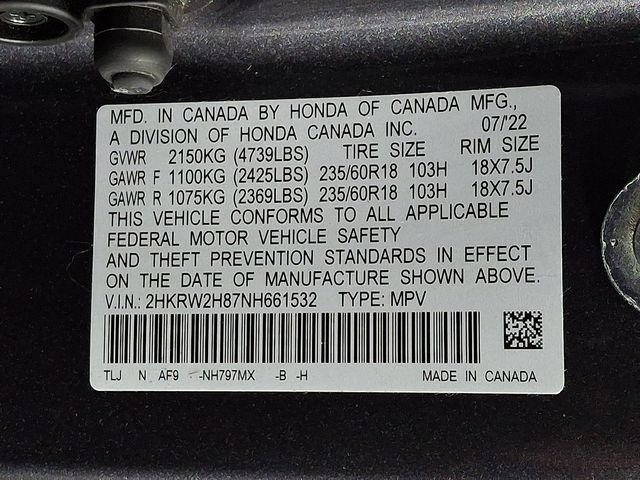 MFD. IN CANADA BY HONDA OF CANADA MFG.,
A DIVISION OF HONDA CANADA INC. 07/'22
GVWR 2150KG (4739LBS) TIRE SIZE RIM SIZE
GAWR F 1100KG (2425LBS) 235/60R18 103H 18X7.5J
GAWR R 1075KG (2369LBS) 235/60R18 103H 18X7.5J
THIS VEHICLE CONFORMS TO ALL APPLICABLE
FEDERAL MOTOR VEHICLE SAFETY
AND THEFT PREVENTION STANDARDS IN EFFECT
ON THE DATE OF MANUFACTURE SHOWN ABOVE.
V.I.N.: 2HKRW2H87NH661532 TYPE: MPV
TLJ N AF9 -NH797MX -B -H MADE IN CANADA